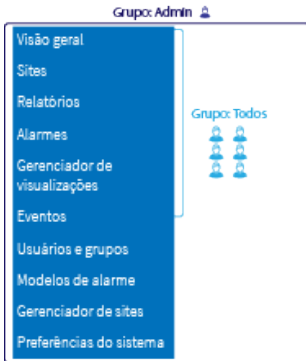 Grupo: Admin
Visão geral
Sites
Relatórios
Grupo: Todos
Alarmes
Gerenciador de
visualizações
Eventos
Usuários e grupos
Modelos de alarme
Gerenciador de sites
Preferências do sistema